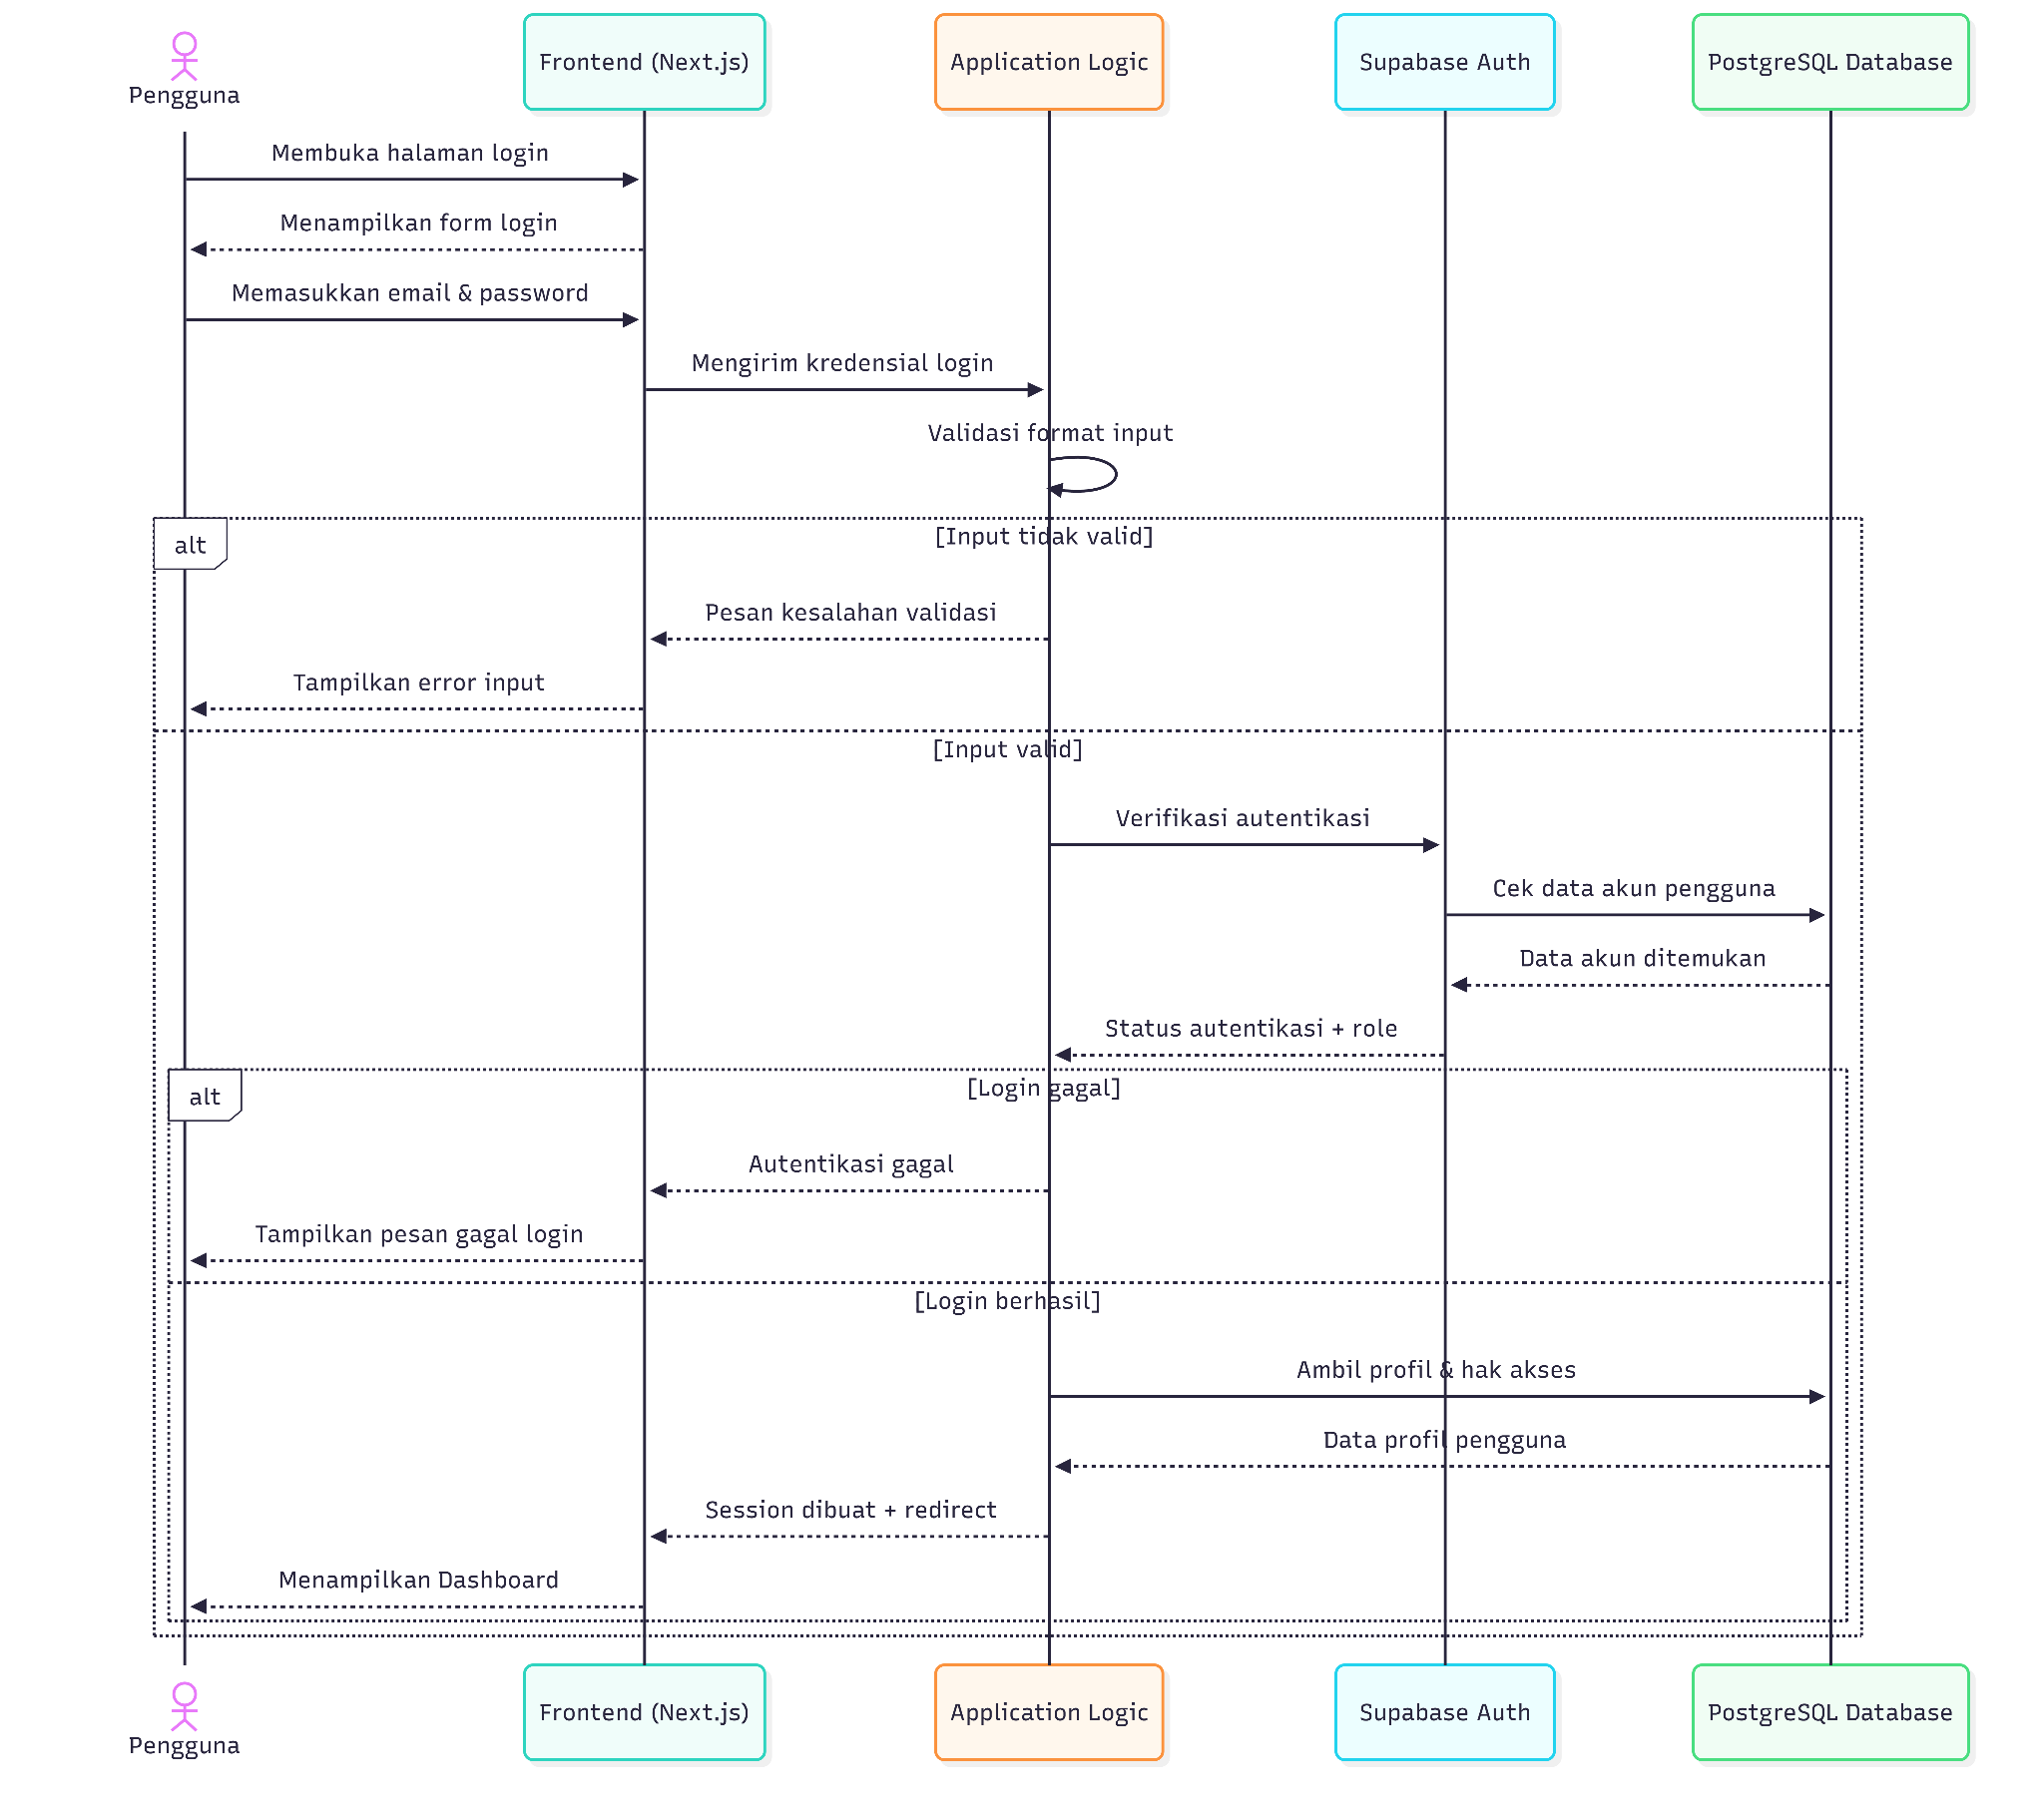 Pengguna
Frontend (Next.js)
Application Logic
Supabase Auth
PostgreSQL Database
Membuka halaman login
Menampilkan form login
Memasukkan email & password
Mengirim kredensial login
Validasi format input
alt
[Input tidak valid]
Pesan kesalahan validasi
Tampilkan error input
[Input valid]
Verifikasi autentikasi
Cek data akun pengguna
Data akun ditemukan
Status autentikasi + role
alt
[Login gagal]
Autentikasi gagal
Tampilkan pesan gagal login
[Login berhasil]
Ambil profil & hak akses
Data profil pengguna
Session dibuat + redirect
Menampilkan Dashboard
Pengguna
Frontend (Next.js)
Application Logic
Supabase Auth
PostgreSQL Database